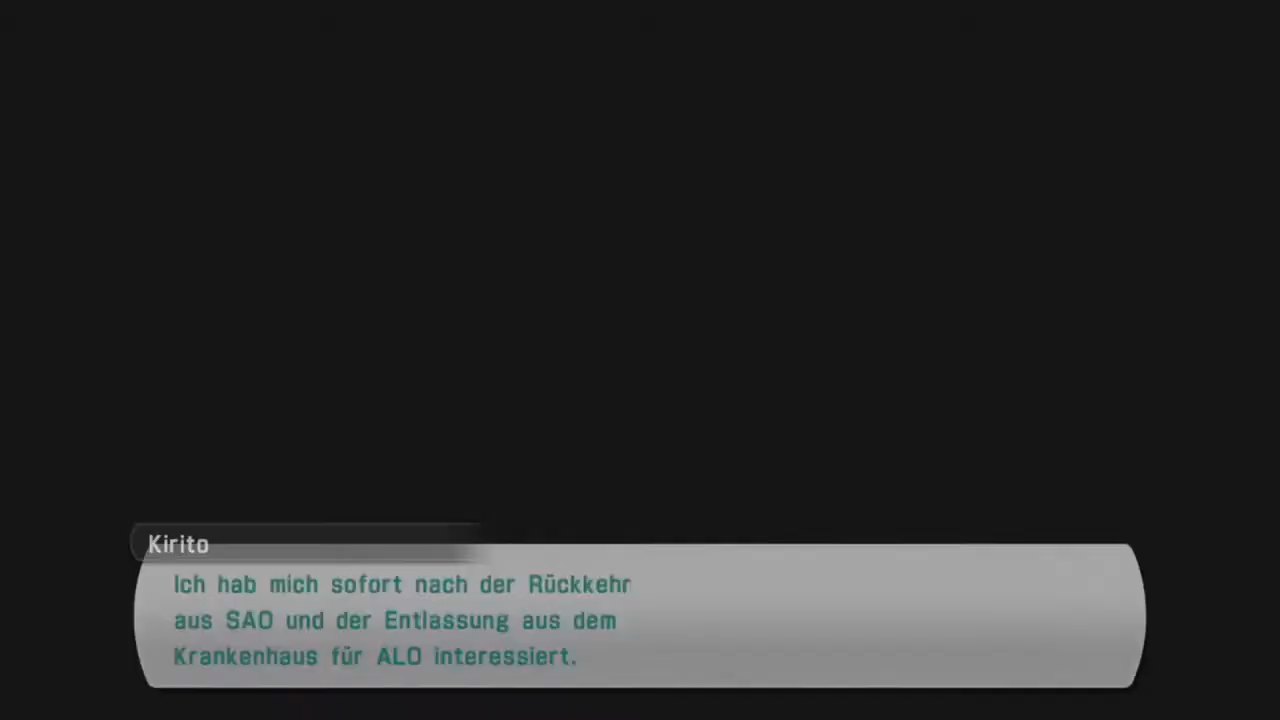 Kirito
Ich hab mich sofort nach der Rückkehr
aus SAO und der Entlassung aus dem
Krankenhaus für ALO interessiert.